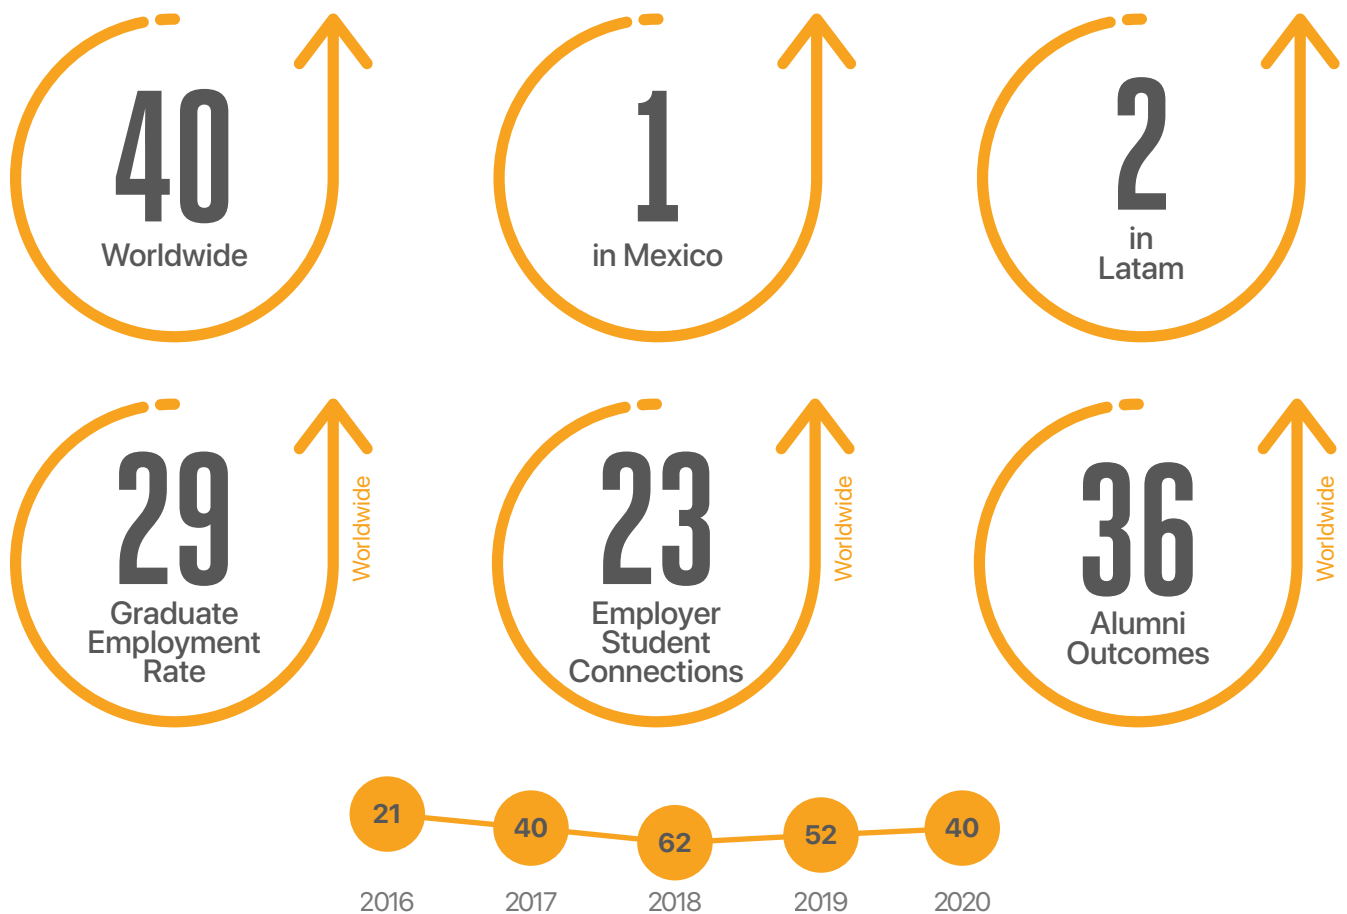 40
Worldwide
1
in Mexico
2
in
Latam
29
Graduate
Employment
Rate
Worldwide
23
Employer
Student
Connections
Worldwide
36
Alumni
Outcomes
Worldwide
21
40
62
52
40
2016
2017
2018
2019
2020